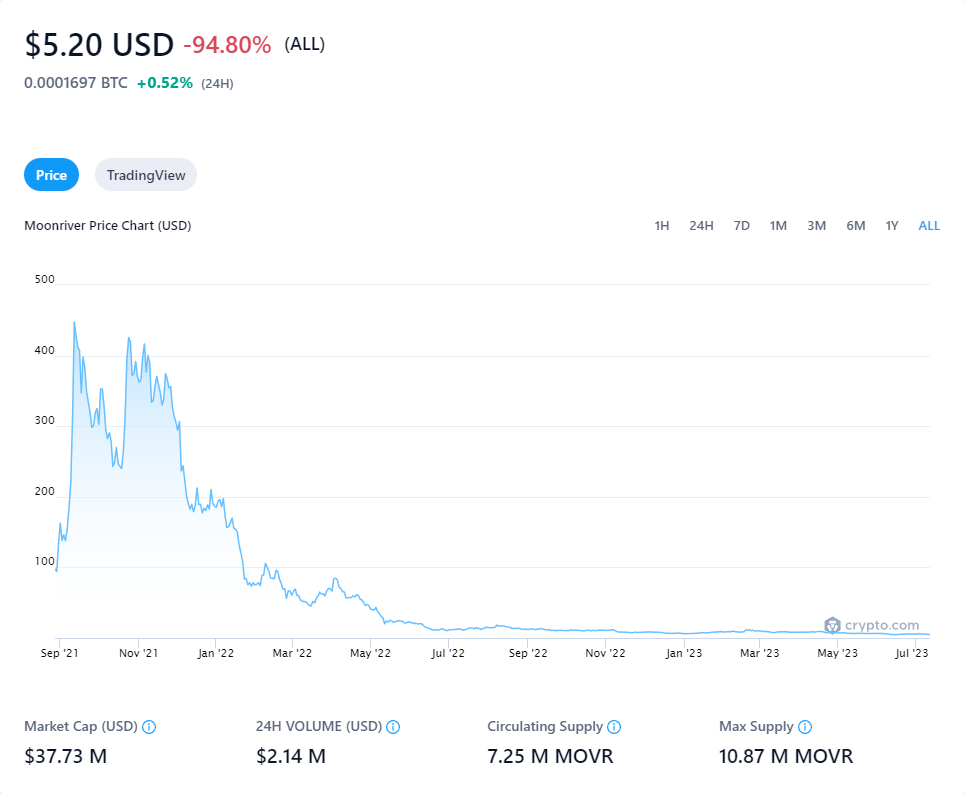 $5.20 USD -94.80% (ALL)
0.0001697 BTC +0.52% (24H)
Price TradingView
Moonriver Price Chart (USD) 1H 24H 7D 1M 3M 6M 1Y ALL
500
400
300
200
100
crypto.com
Sep '21 Nov '21 Jan '22 Mar '22 May '22 Jul '22 Sep '22 Nov '22 Jan '23 Mar '23 May '23 Jul '23
Market Cap (USD) 24H VOLUME (USD) Circulating Supply Max Supply
$37.73 M $2.14 M 7.25 M MOVR 10.87 M MOVR